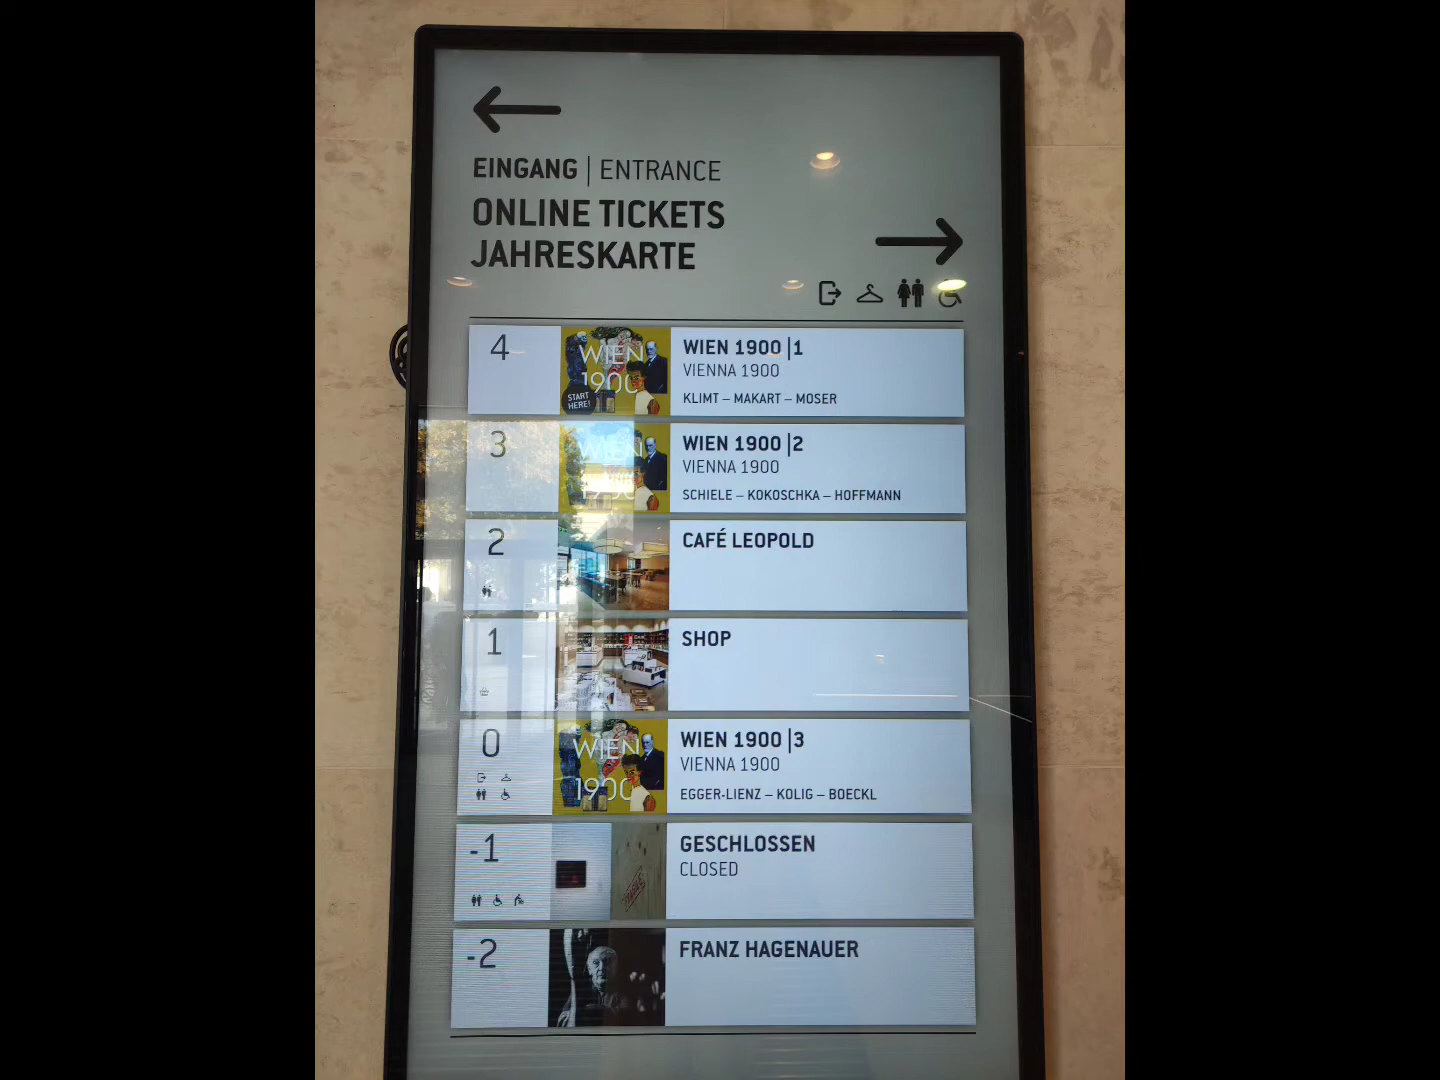 EINGANG | ENTRANCE
ONLINE TICKETS
JAHRESKARTE
4
WIEN
1900
START
HERE!
WIEN 1900 |1
VIENNA 1900
KLIMT – MAKART – MOSER
3
WIEN
1900
WIEN 1900 |2
VIENNA 1900
SCHIELE – KOKOSCHKA – HOFFMANN
2
CAFÉ LEOPOLD
1
SHOP
0
WIEN
1900
WIEN 1900 |3
VIENNA 1900
EGGER-LIENZ – KOLIG – BOECKL
-1
GESCHLOSSEN
CLOSED
-2
FRANZ HAGENAUER